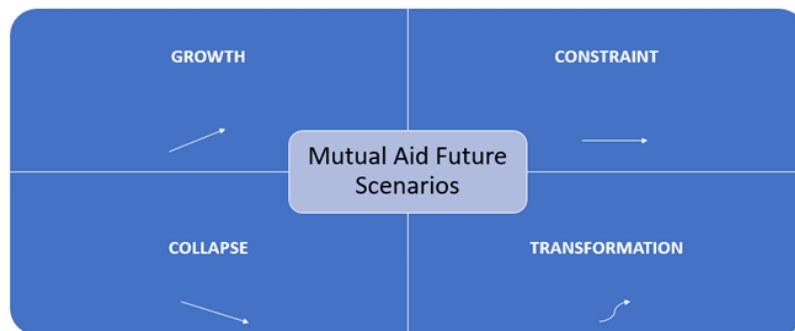 GROWTH
CONSTRAINT
Mutual Aid Future
Scenarios
COLLAPSE
TRANSFORMATION